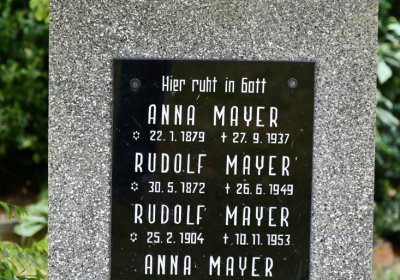 Hier ruht in Gott
ANNA MAYER
✡ 22.1.1879 ✝ 27.9.1937
RUDOLF MAYER
✡ 30.5.1872 ✝ 26.6.1949
RUDOLF MAYER
✡ 25.2.1904 ✝ 10.11.1953
ANNA MAYER